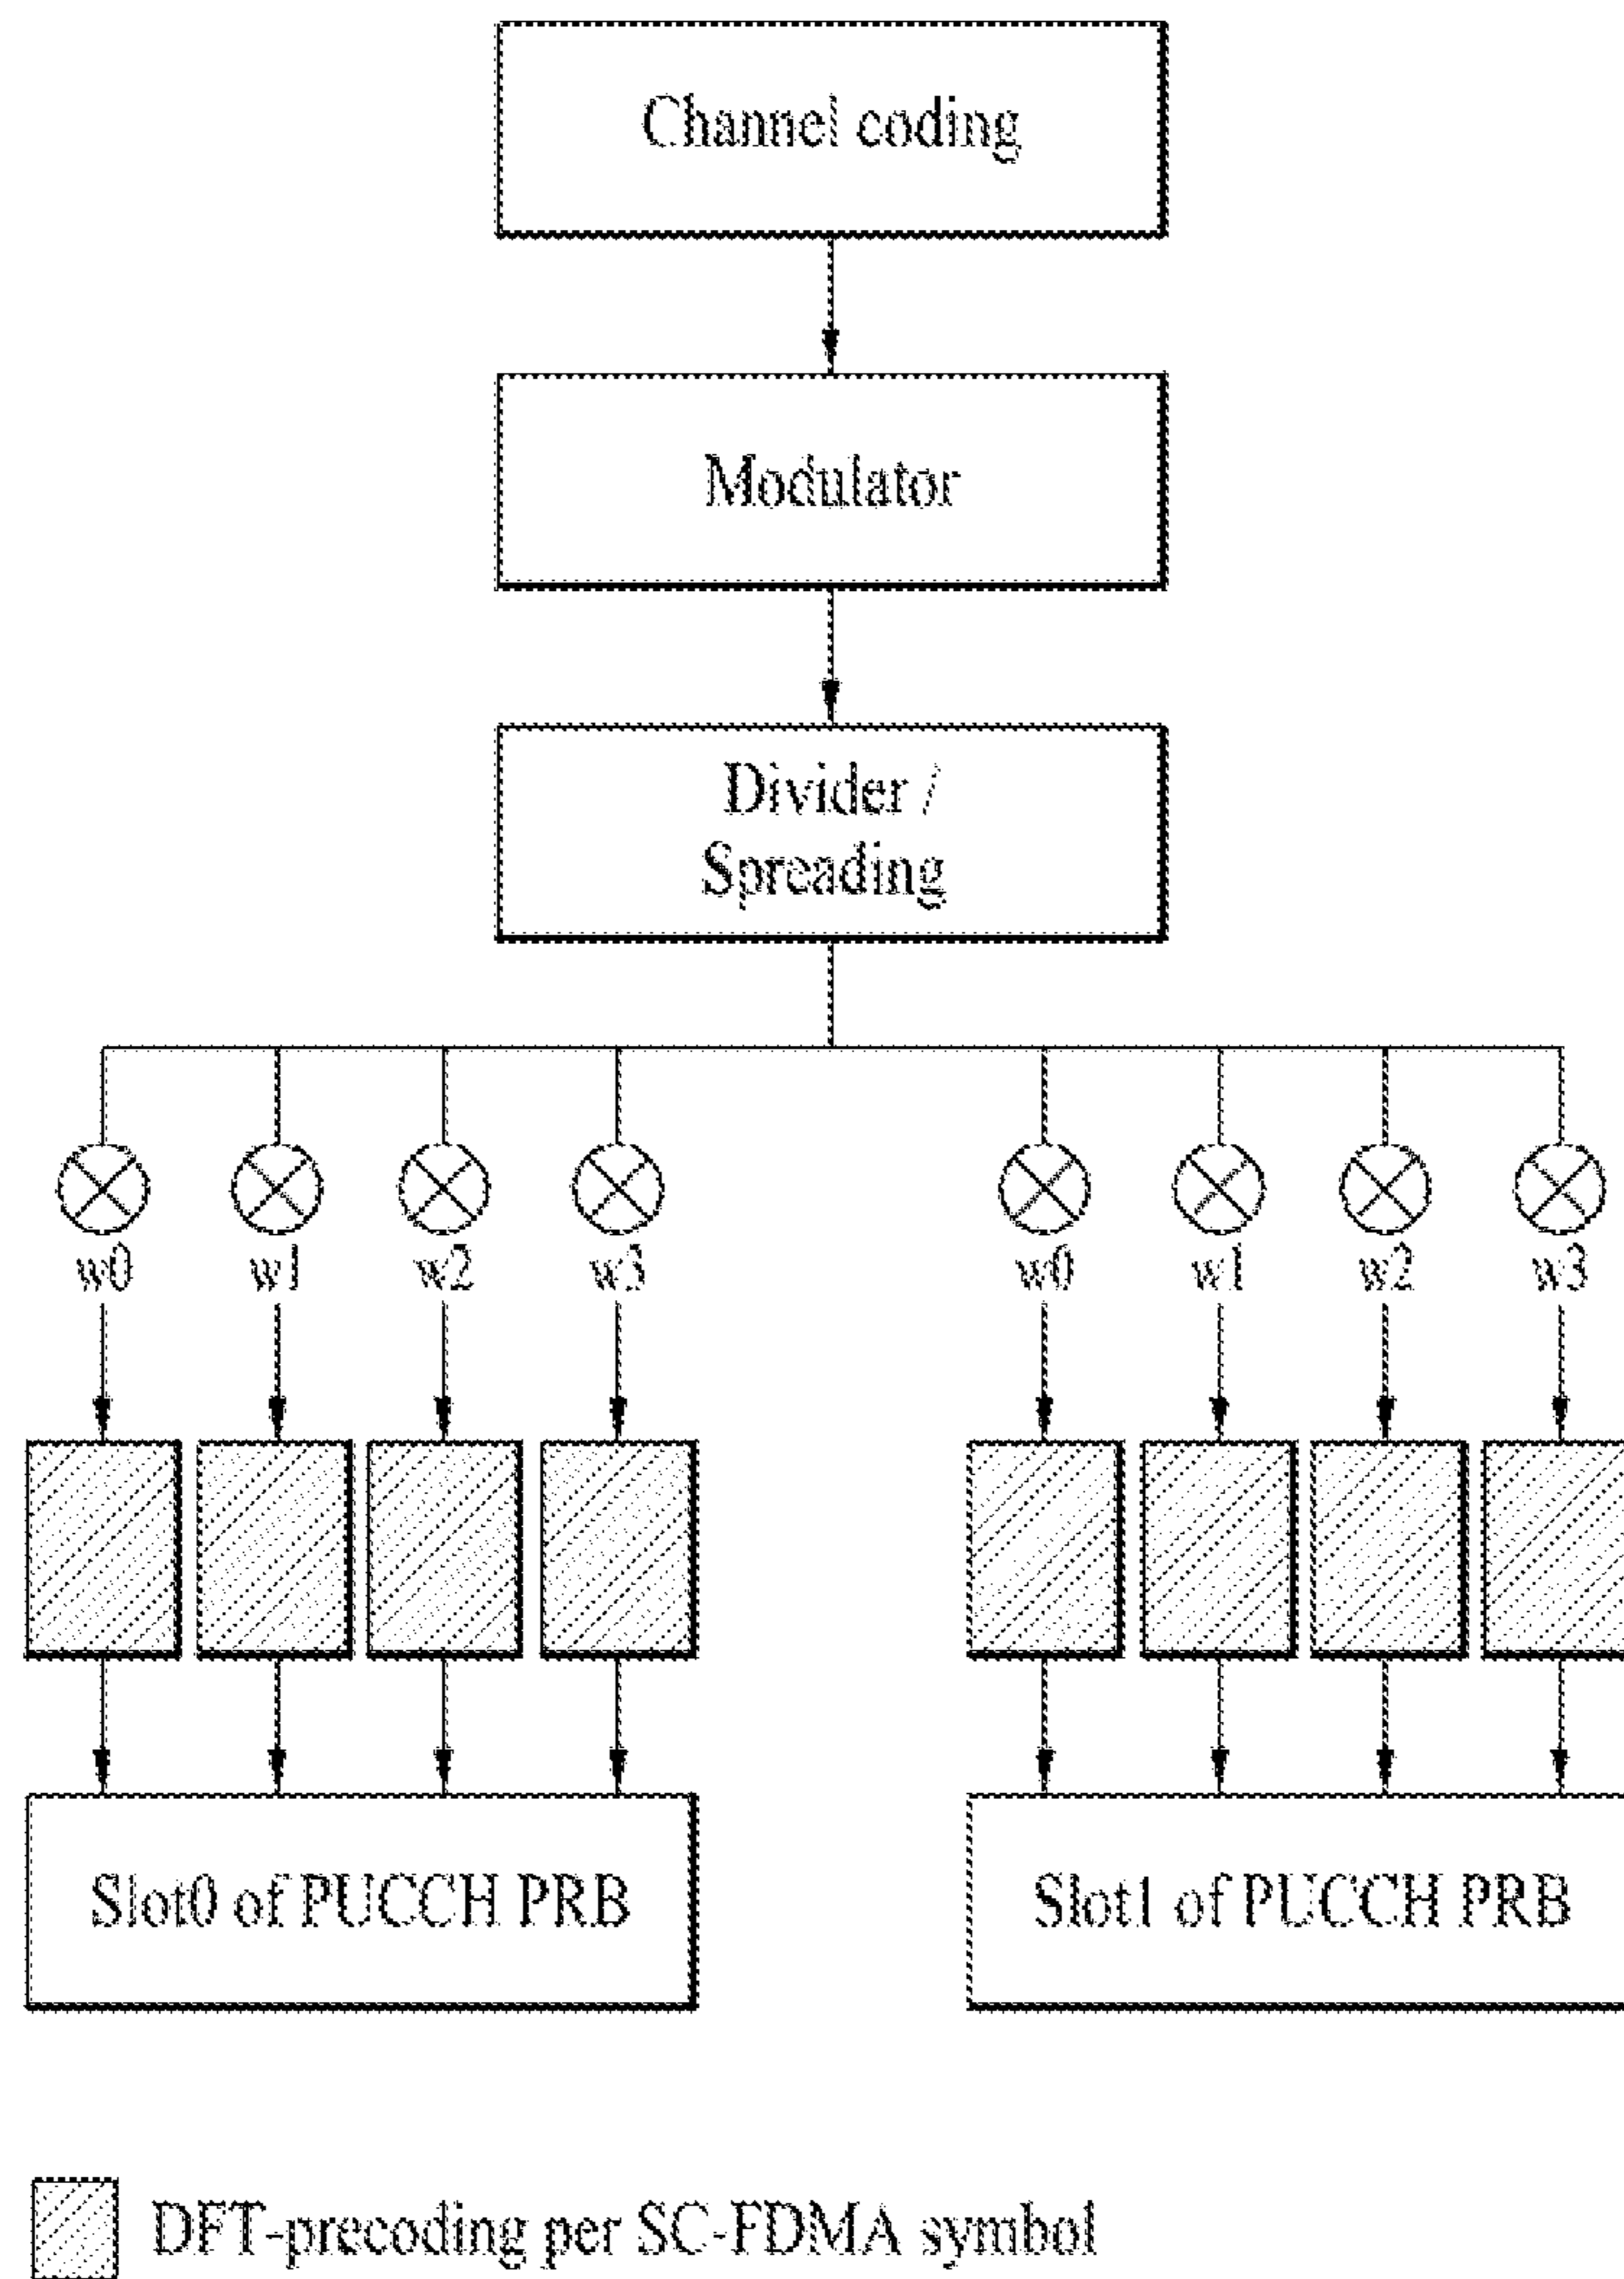 Channel coding
Modulator
Divider /
Spreading
w0 w1 w2 w3 w0 w1 w2 w3
Slot0 of PUCCH PRB Slot1 of PUCCH PRB
DFT-precoding per SC-FDMA symbol